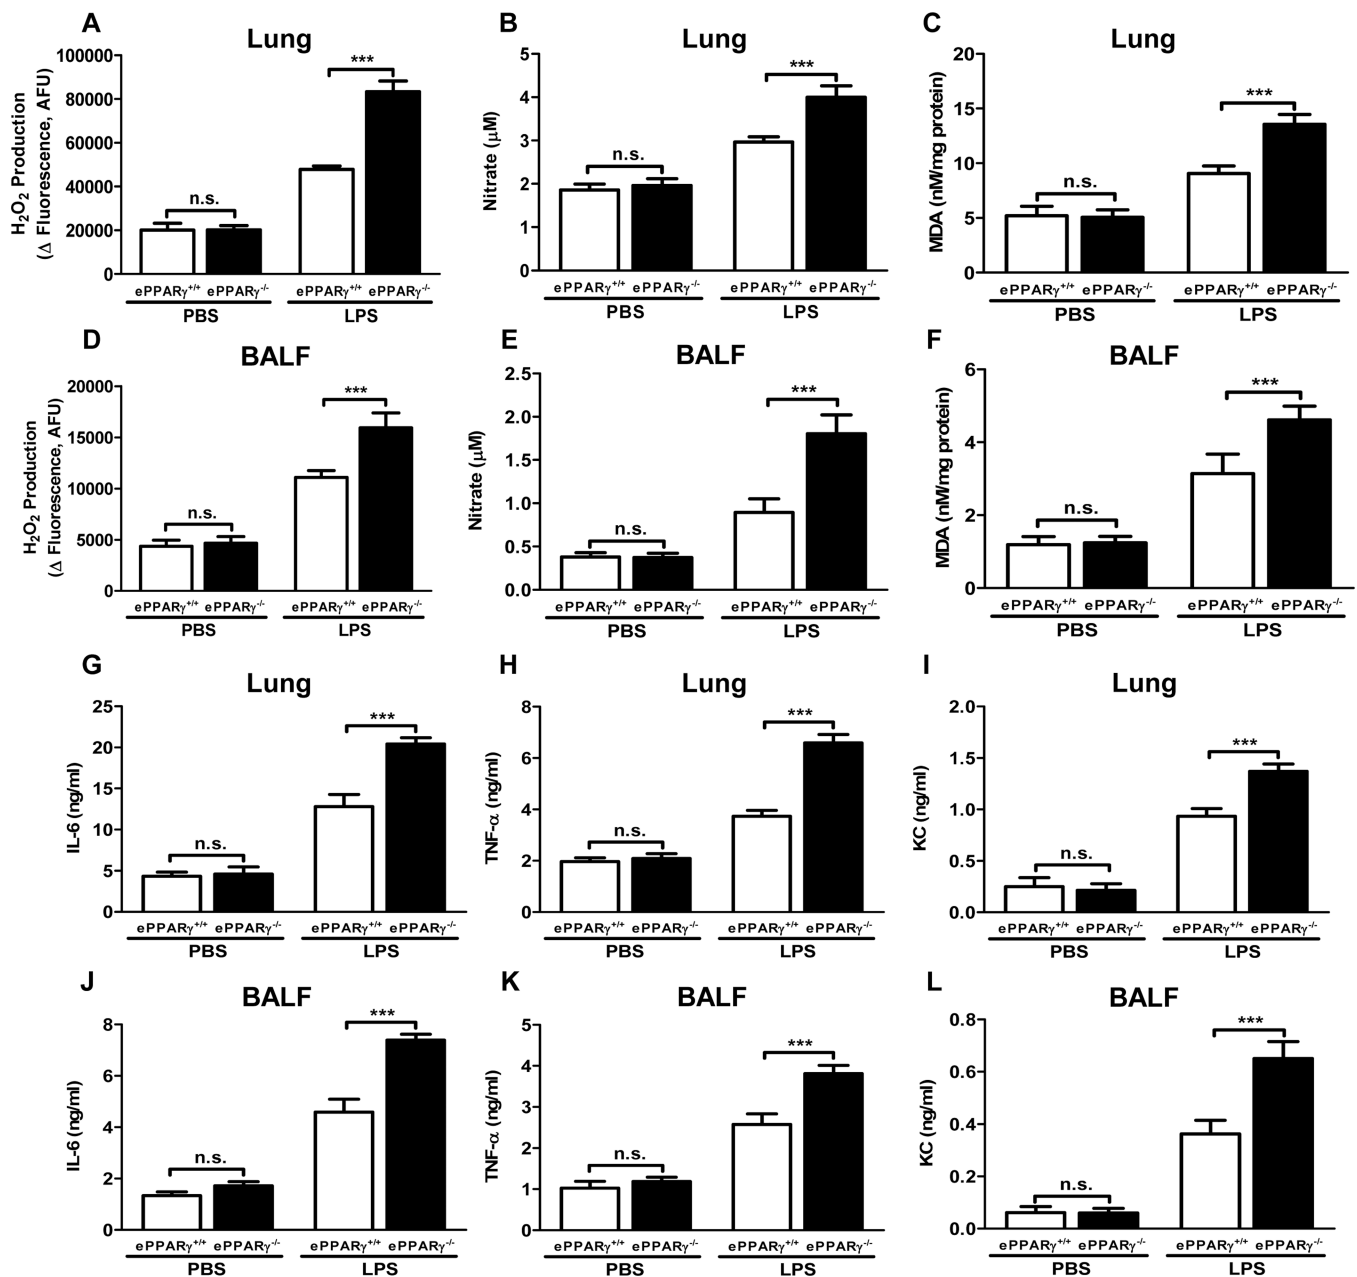 A
Lung
H2O2 Production
(Δ Fluorescence, AFU)
100000
80000
60000
40000
20000
0
n.s.
***
ePPARγ+/+ ePPARγ-/- ePPARγ+/+ ePPARγ-/-
PBS LPS
B
Lung
Nitrate (μM)
5
4
3
2
1
0
n.s.
***
ePPARγ+/+ ePPARγ-/- ePPARγ+/+ ePPARγ-/-
PBS LPS
C
Lung
MDA (nM/mg protein)
20
15
10
5
0
n.s.
***
ePPARγ+/+ ePPARγ-/- ePPARγ+/+ ePPARγ-/-
PBS LPS
D
BALF
H2O2 Production
(Δ Fluorescence, AFU)
20000
15000
10000
5000
0
n.s.
***
ePPARγ+/+ ePPARγ-/- ePPARγ+/+ ePPARγ-/-
PBS LPS
E
BALF
Nitrate (μM)
2.5
2.0
1.5
1.0
0.5
0.0
n.s.
***
ePPARγ+/+ ePPARγ-/- ePPARγ+/+ ePPARγ-/-
PBS LPS
F
BALF
MDA (nM/mg protein)
6
4
2
0
n.s.
***
ePPARγ+/+ ePPARγ-/- ePPARγ+/+ ePPARγ-/-
PBS LPS
G
Lung
IL-6 (ng/ml)
25
20
15
10
5
0
n.s.
***
ePPARγ+/+ ePPARγ-/- ePPARγ+/+ ePPARγ-/-
PBS LPS
H
Lung
TNF-α (ng/ml)
8
6
4
2
0
n.s.
***
ePPARγ+/+ ePPARγ-/- ePPARγ+/+ ePPARγ-/-
PBS LPS
I
Lung
KC (ng/ml)
2.0
1.5
1.0
0.5
0.0
n.s.
***
ePPARγ+/+ ePPARγ-/- ePPARγ+/+ ePPARγ-/-
PBS LPS
J
BALF
IL-6 (ng/ml)
8
6
4
2
0
n.s.
***
ePPARγ+/+ ePPARγ-/- ePPARγ+/+ ePPARγ-/-
PBS LPS
K
BALF
TNF-α (ng/ml)
5
4
3
2
1
0
n.s.
***
ePPARγ+/+ ePPARγ-/- ePPARγ+/+ ePPARγ-/-
PBS LPS
L
BALF
KC (ng/ml)
0.8
0.6
0.4
0.2
0.0
n.s.
***
ePPARγ+/+ ePPARγ-/- ePPARγ+/+ ePPARγ-/-
PBS LPS